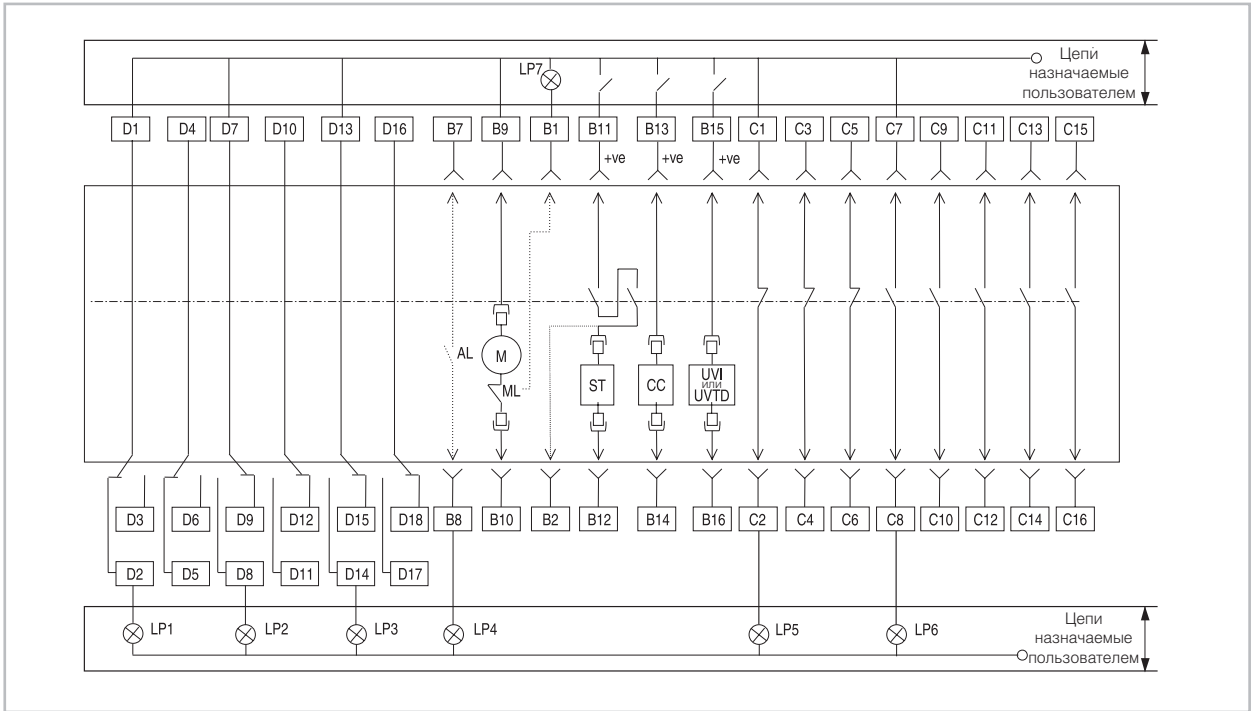 LP7
Цепи
назначаемые
пользователем
D1 D4 D7 D10 D13 D16 B7 B9 B1 B11 B13 B15 C1 C3 C5 C7 C9 C11 C13 C15
+ve +ve +ve
AL M ML ST CC UVI
или
UVTD
D3 D6 D9 D12 D15 D18 B8 B10 B2 B12 B14 B16 C2 C4 C6 C8 C10 C12 C14 C16
D2 D5 D8 D11 D14 D17
LP1 LP2 LP3 LP4 LP5 LP6
Цепи
назначаемые
пользователем